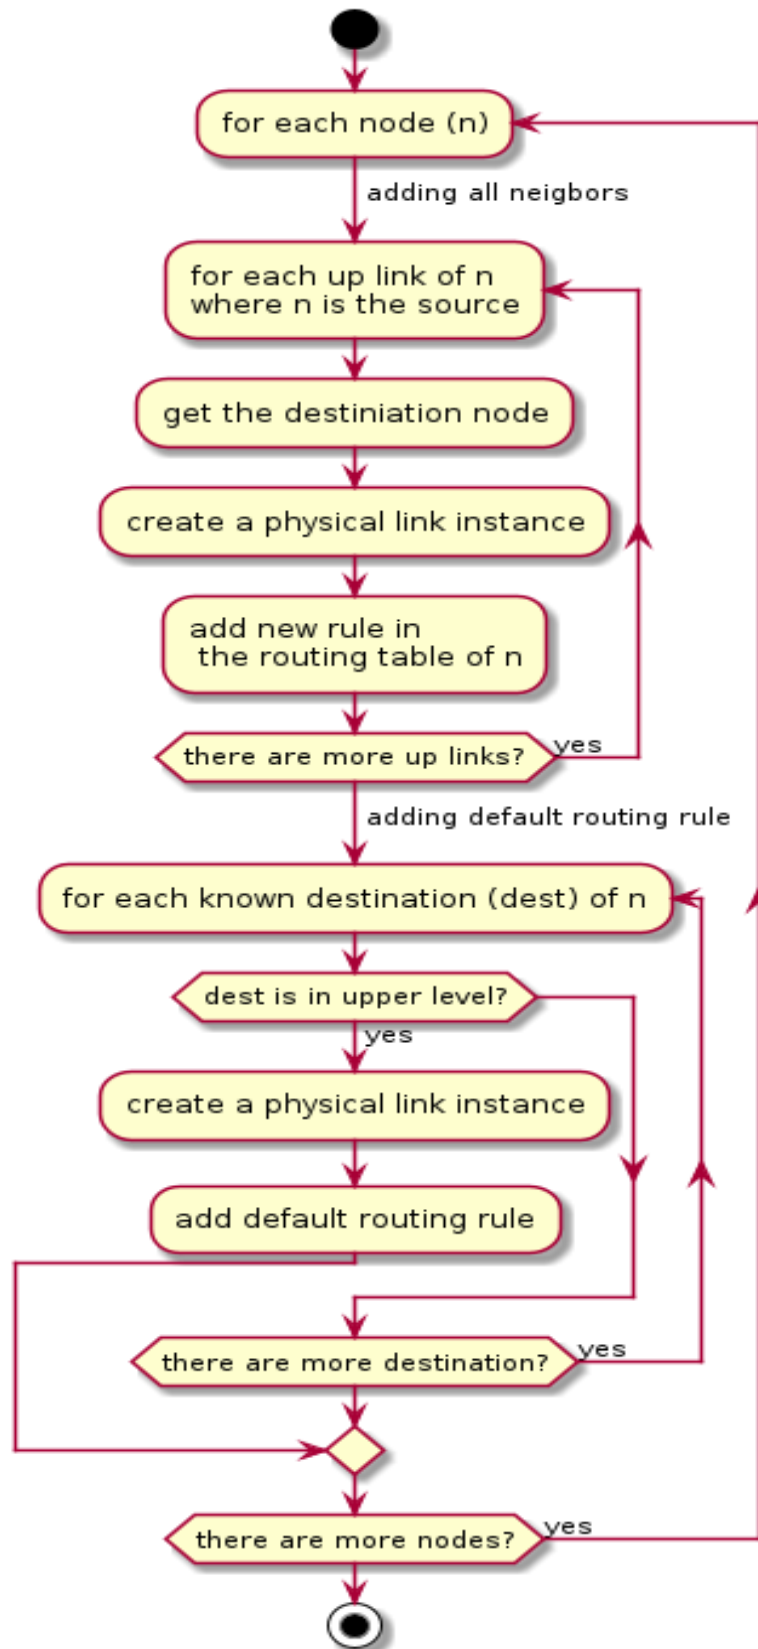 for each node (n)
adding all neigbors
for each up link of n
where n is the source
get the destiniation node
create a physical link instance
add new rule in
the routing table of n
there are more up links?
yes
adding default routing rule
for each known destination (dest) of n
dest is in upper level?
yes
create a physical link instance
add default routing rule
there are more destination?
yes
there are more nodes?
yes